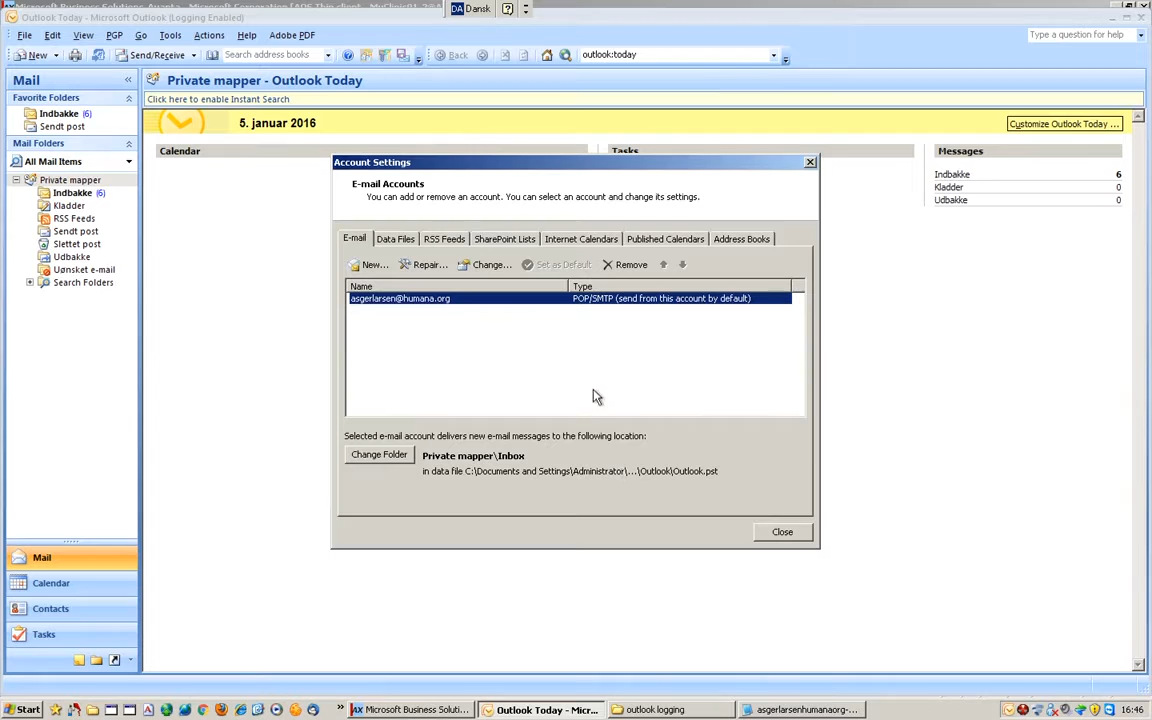 Dansk
Outlook Today - Microsoft Outlook (Logging Enabled)
File Edit View PGP Go Tools Actions Help Adobe PDF
Type a question for help
New Send/Receive Search address books Back outlook:today
Mail «
Private mapper - Outlook Today
Favorite Folders
Click here to enable Instant Search
Indbakke (6)
Sendt post
5. januar 2016
Customize Outlook Today ...
Mail Folders
All Mail Items
Calendar
Tasks
Messages
Account Settings
Private mapper
Indbakke 6
Indbakke (6)
Kladder 0
Kladder
Udbakke 0
RSS Feeds
Sendt post
Slettet post
Udbakke
Uønsket e-mail
Search Folders
E-mail Accounts
You can add or remove an account. You can select an account and change its settings.
E-mail Data Files RSS Feeds SharePoint Lists Internet Calendars Published Calendars Address Books
New... Repair... Change... Set as Default Remove
Name Type
asgerlarsen@humana.org POP/SMTP (send from this account by default)
Selected e-mail account delivers new e-mail messages to the following location:
Change Folder Private mapper\Inbox
in data file C:\Documents and Settings\Administrator\...\Outlook\Outlook.pst
Close
Mail
Calendar
Contacts
Tasks
Start » Microsoft Business Soluti... Outlook Today - Micros... outlook logging asgerlarsenhumanaorg-... 16:46